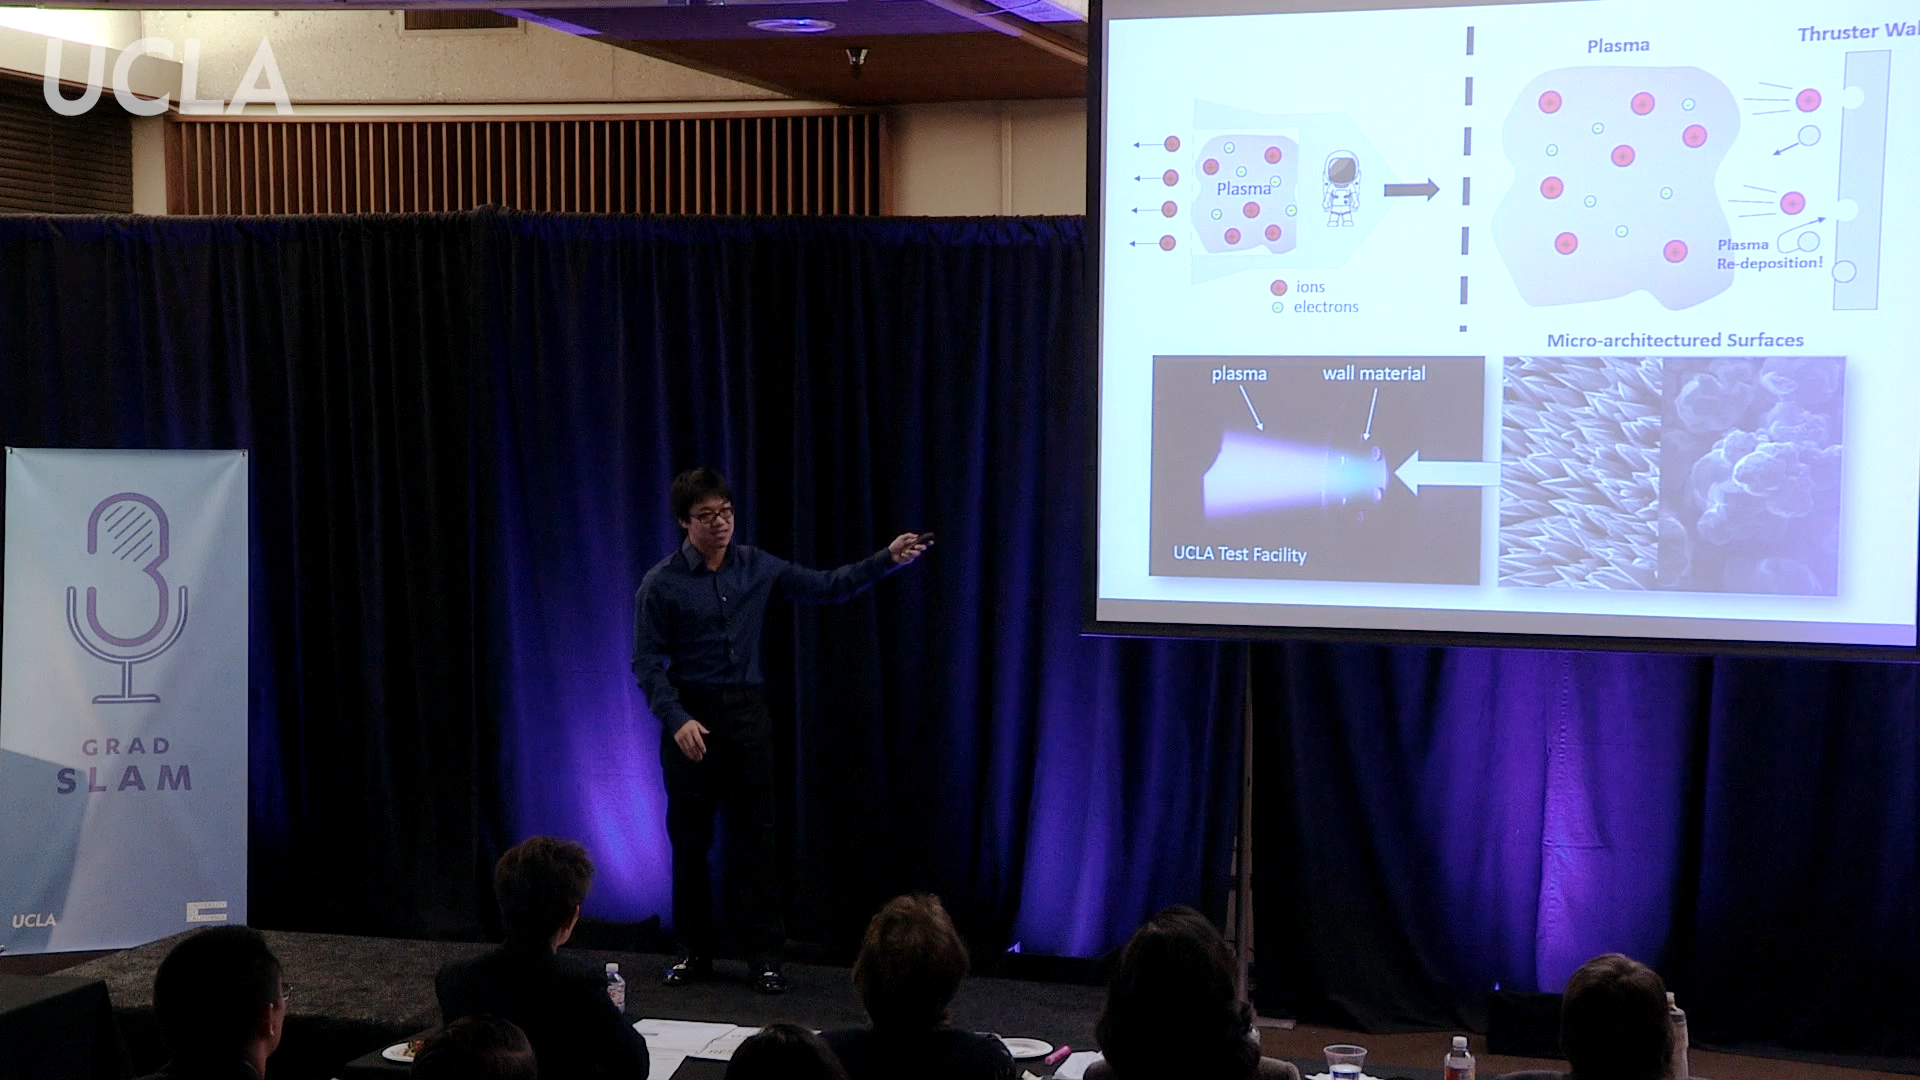 UCLA
Plasma
Thruster Wal
Plasma
ions
electrons
Plasma
Re-deposition!
Micro-architectured Surfaces
plasma
wall material
UCLA Test Facility
GRAD
SLAM
UCLA